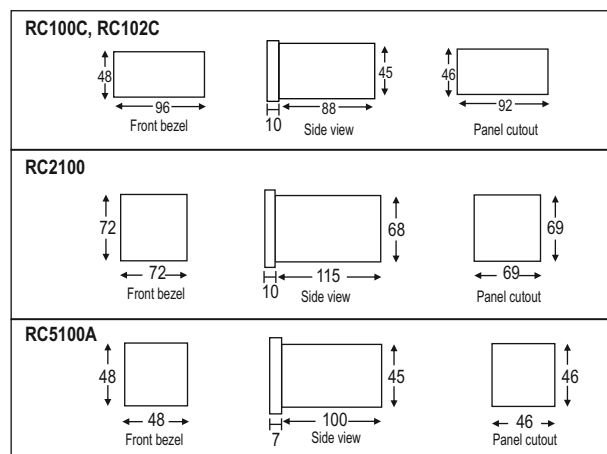 RC100C, RC102C
48
96
Front bezel
45
88
10
Side view
46
92
Panel cutout
RC2100
72
72
Front bezel
68
115
10
Side view
69
69
Panel cutout
RC5100A
48
48
Front bezel
45
100
7
Side view
46
46
Panel cutout